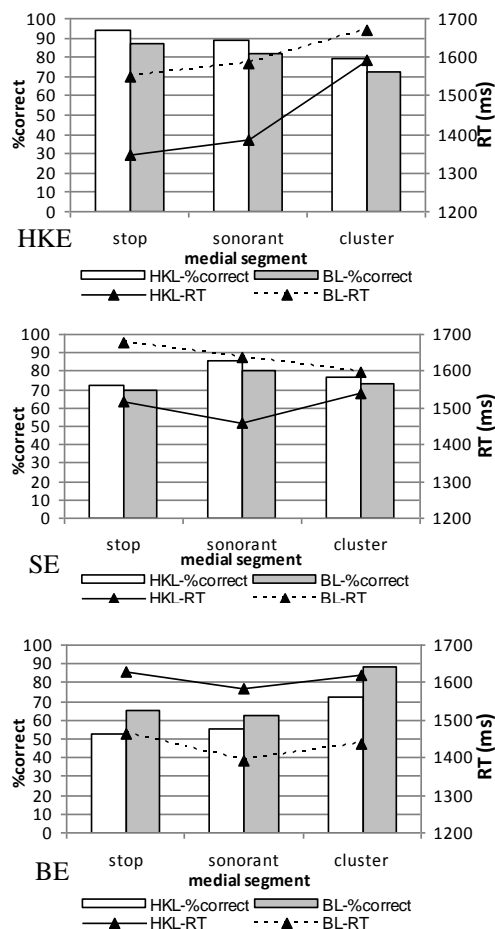 100 1700
90
80 1600
70
60 1500
50
40 1400
30
20 1300
10
0 1200
%correct
RT (ms)
stop sonorant cluster
HKE
medial segment
HKL-%correct BL-%correct
HKL-RT BL-RT
100 1700
90
80 1600
70
60 1500
50
40 1400
30
20 1300
10
0 1200
%correct
RT (ms)
stop sonorant cluster
SE
medial segment
HKL-%correct BL-%correct
HKL-RT BL-RT
100 1700
90
80 1600
70
60 1500
50
40 1400
30
20 1300
10
0 1200
%correct
RT (ms)
stop sonorant cluster
BE
medial segment
HKL-%correct BL-%correct
HKL-RT BL-RT